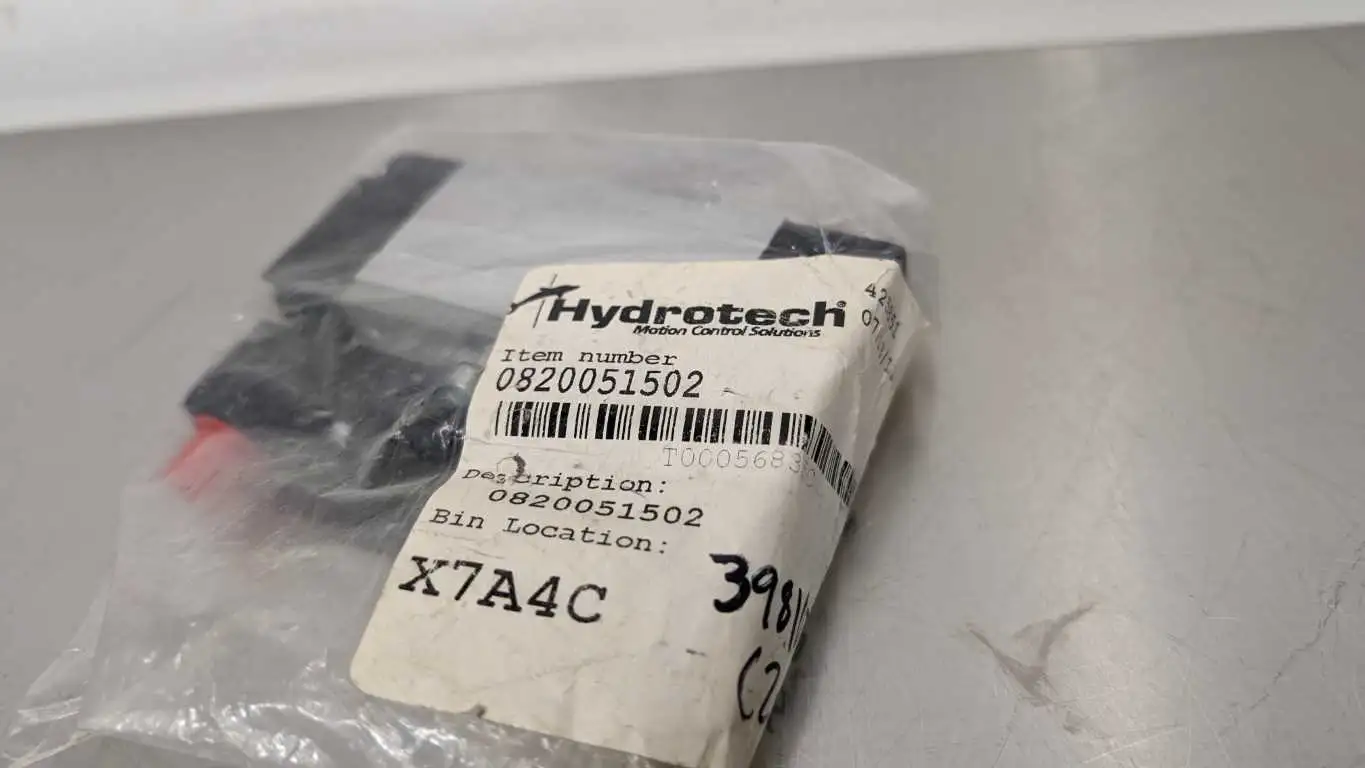 Hydrotech®
Motion Control Solutions
Item number
0820051502
Description:
0820051502
Bin Location:
X7A4C